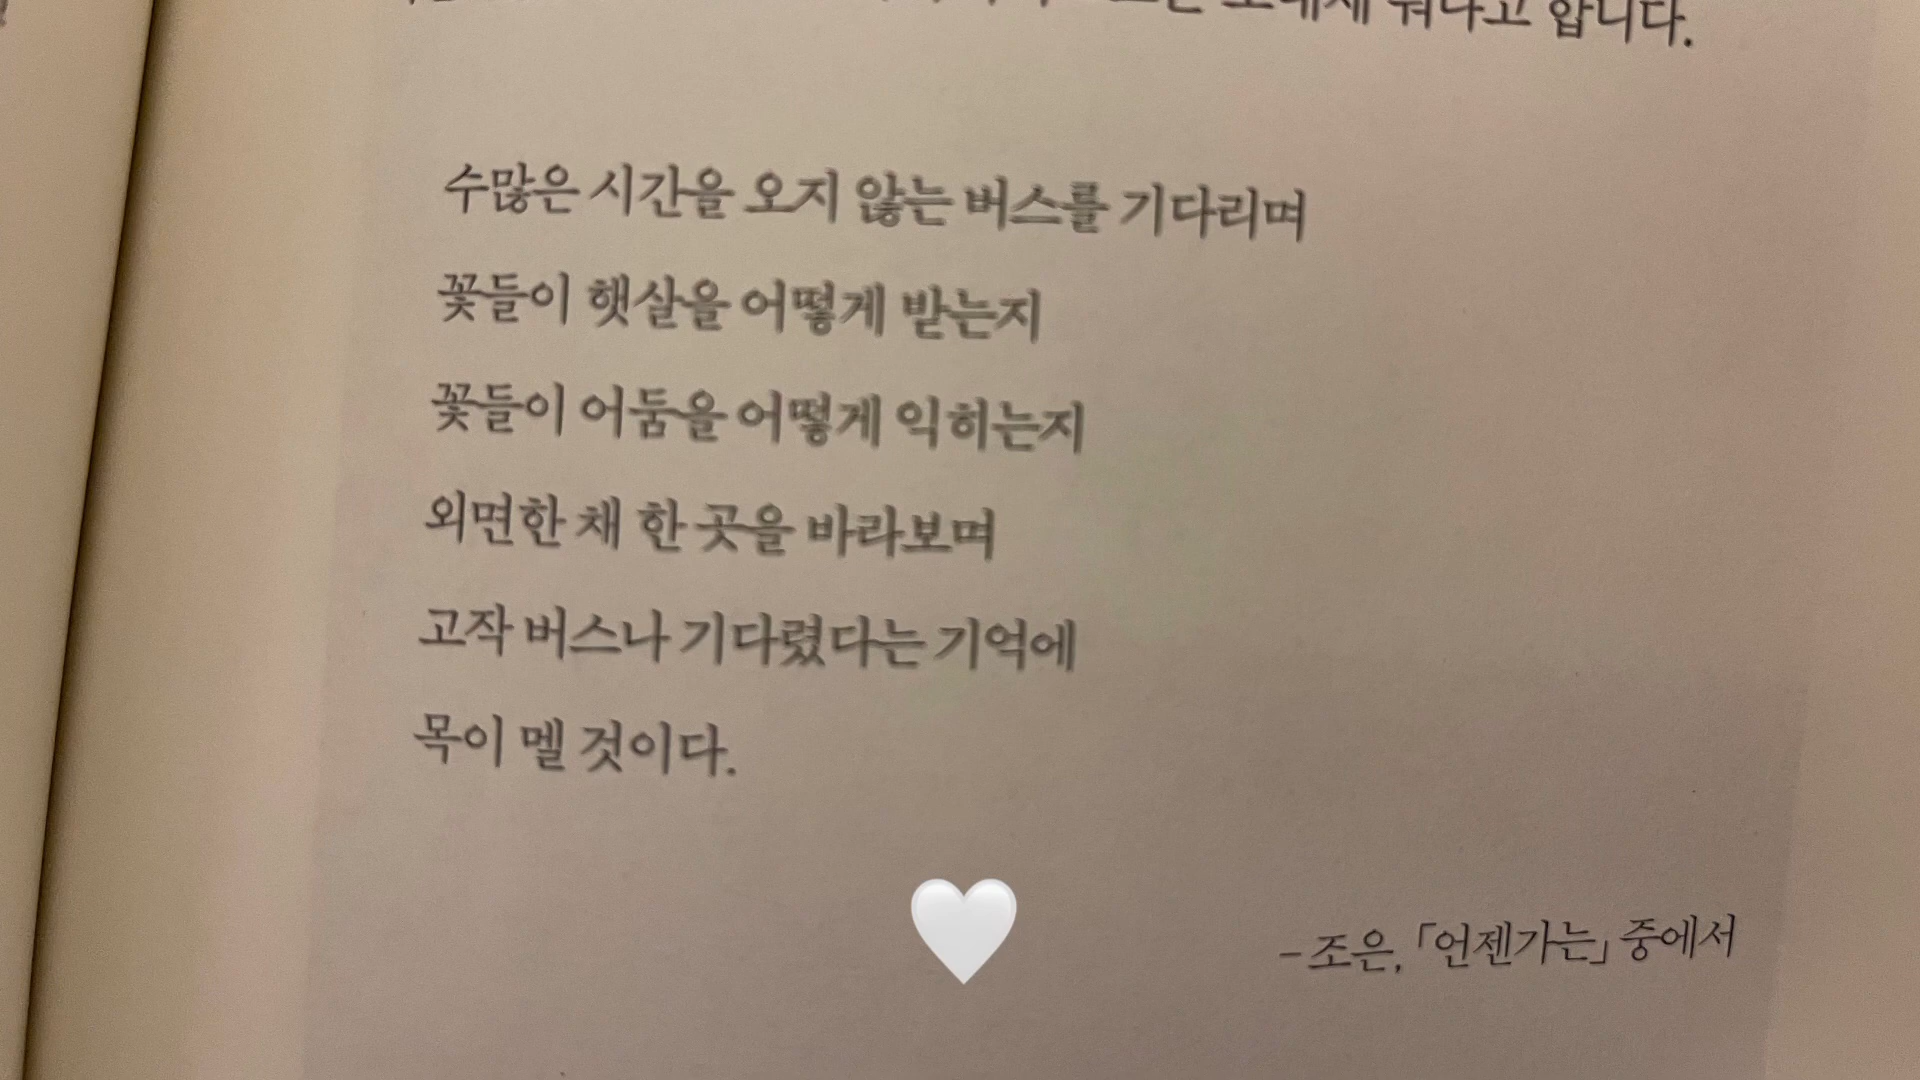 압니다.
수많은 시간을 오지 않는 버스를 기다리며
꽃들이 햇살을 어떻게 받는지
꽃들이 어둠을 어떻게 익히는지
외면한 채 한 곳을 바라보며
고작 버스나 기다렸다는 기억에
목이 멜 것이다.
– 조은, 「언젠가는」 중에서